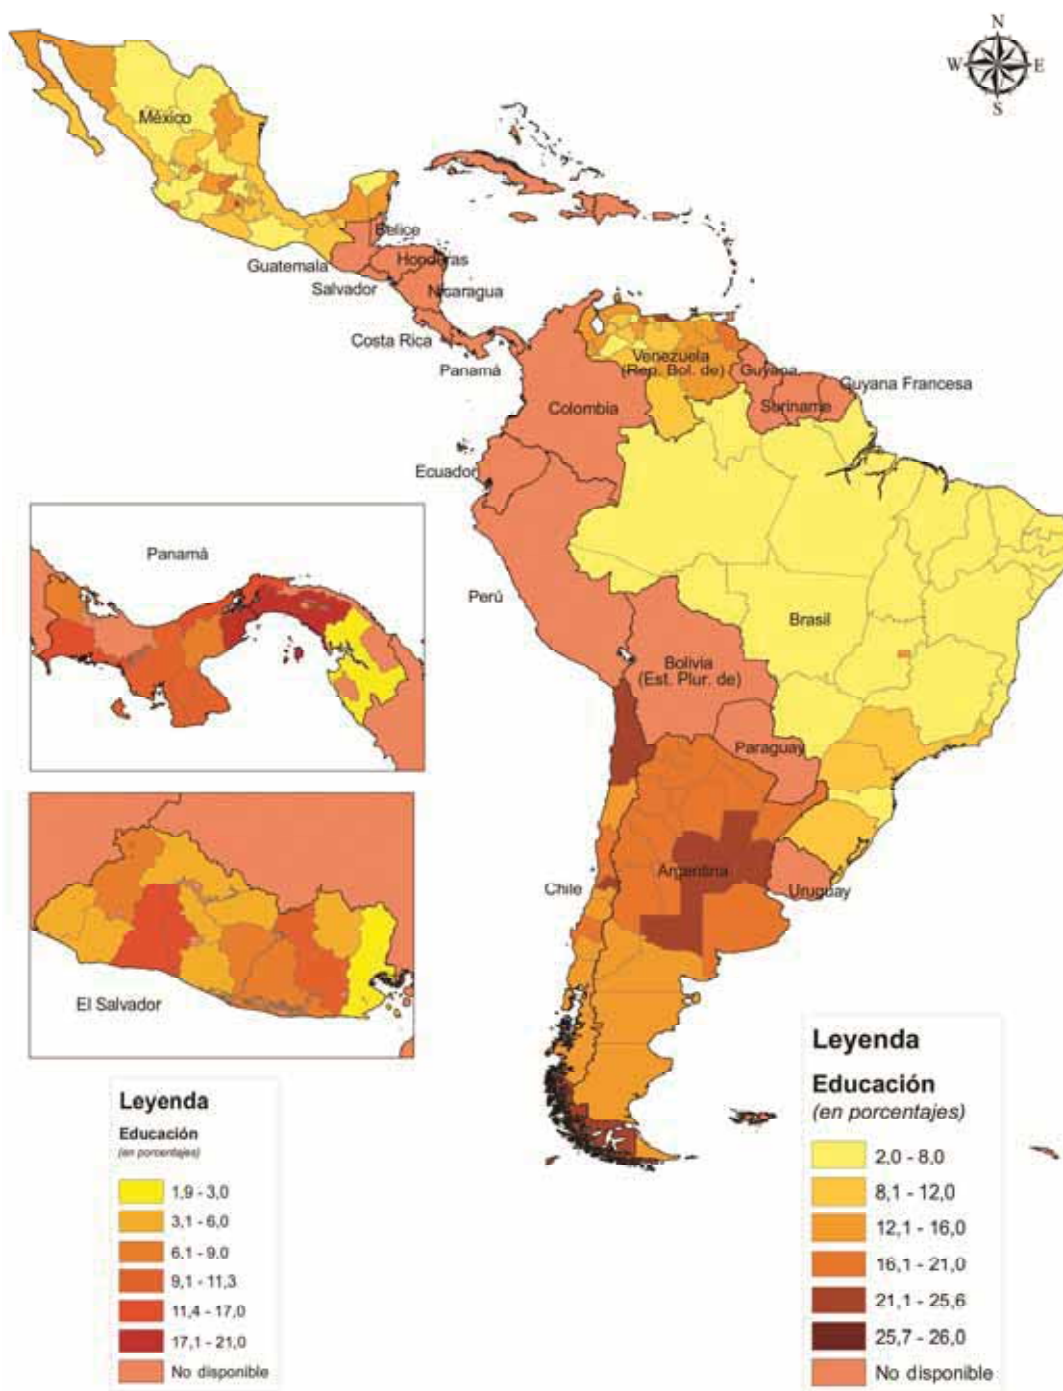 N
W E
S
México
Belice
Guatemala
Honduras
Salvador
Nicaragua
Costa Rica
Panamá
Venezuela
(Rep. Bol. de)
Guyana
Guyana Francesa
Suriname
Colombia
Ecuador
Perú
Brasil
Bolivia
(Est. Plur. de)
Paraguay
Argentina
Chile
Uruguay
Panamá
El Salvador
Leyenda
Educación
(en porcentajes)
1,9 - 3,0
3,1 - 6,0
6,1 - 9,0
9,1 - 11,3
11,4 - 17,0
17,1 - 21,0
No disponible
Leyenda
Educación
(en porcentajes)
2,0 - 8,0
8,1 - 12,0
12,1 - 16,0
16,1 - 21,0
21,1 - 25,6
25,7 - 26,0
No disponible